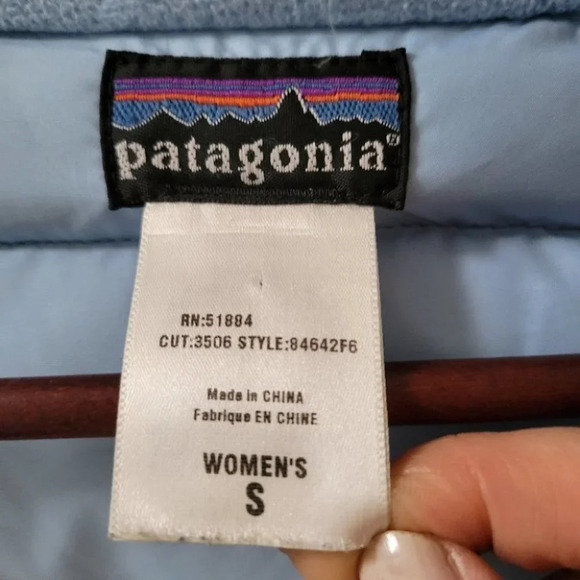 patagonia®
RN:51884
CUT:3506 STYLE:84642F6
Made in CHINA
Fabrique EN CHINE
WOMEN'S
S